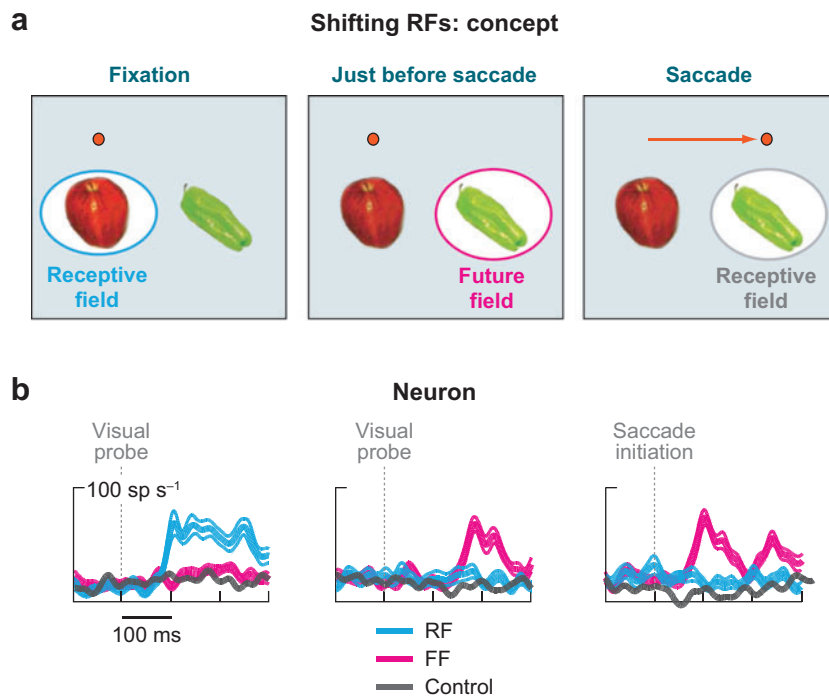 a
Shifting RFs: concept
Fixation
Just before saccade
Saccade
Receptive
field
Future
field
Receptive
field
b
Neuron
Visual
probe
Visual
probe
Saccade
initiation
100 sp s⁻¹
100 ms
RF
FF
Control